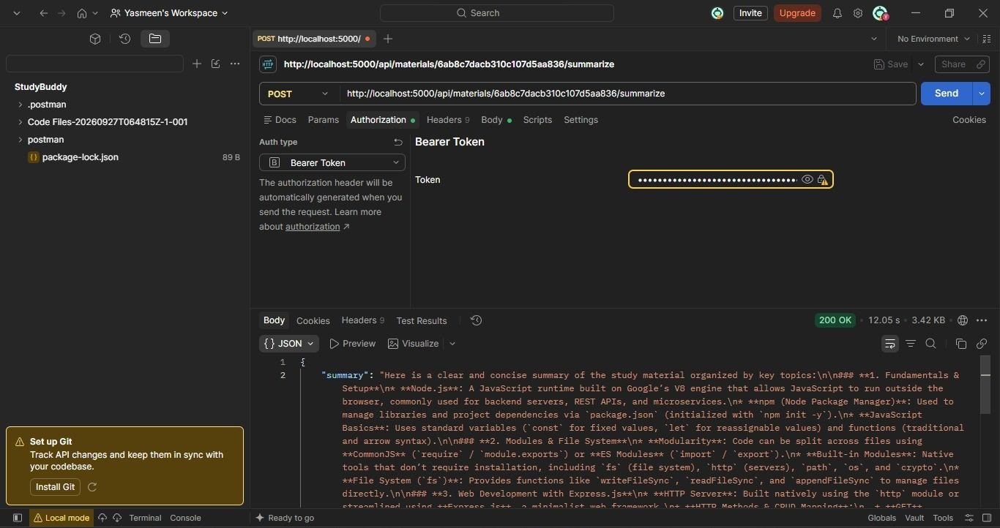 Yasmeen's Workspace
Search
Invite
Upgrade
POST http://localhost:5000/
No Environment
StudyBuddy
.postman
Code Files-20260927T064815Z-1-001
postman
package-lock.json
89 B
HTTP
http://localhost:5000/api/materials/6ab8c7dacb310c107d5aa836/summarize
Save
Share
POST
http://localhost:5000/api/materials/6ab8c7dacb310c107d5aa836/summarize
Send
Docs
Params
Authorization
Headers 9
Body
Scripts
Settings
Cookies
Auth type
Bearer Token
The authorization header will be
automatically generated when you
send the request. Learn more
about authorization
Bearer Token
Token
Body
Cookies
Headers 9
Test Results
200 OK
12.05 s
3.42 KB
{} JSON
Preview
Visualize
1 {
2 "summary": "Here is a clear and concise summary of the study material organized by key topics:\n\n### **1. Fundamentals &
Setup**\n* **Node.js**: A JavaScript runtime built on Google's V8 engine that allows JavaScript to run outside the
browser, commonly used for backend servers, REST APIs, and microservices.\n* **npm (Node Package Manager)**: Used to
manage libraries and project dependencies via `package.json` (initialized with `npm init -y`).\n* **JavaScript
Basics**: Uses standard variables (`const` for fixed values, `let` for reassignable values) and functions (traditional
and arrow syntax).\n\n### **2. Modules & File System**\n* **Modularity**: Code can be split across files using
**CommonJS** (`require` / `module.exports`) or **ES Modules** (`import` / `export`).\n* **Built-in Modules**: Native
tools that don't require installation, including `fs` (file system), `http` (servers), `path`, `os`, and `crypto`.\n*
**File System (`fs`)**: Provides functions like `writeFileSync`, `readFileSync`, and `appendFileSync` to manage files
directly.\n\n### **3. Web Development with Express.js**\n* **HTTP Server**: Built natively using the `http` module or
streamlined using **Express.js**, a minimalist web framework.\n* **HTTP Methods & CRUD Mapping**:\n  * **GET**
Set up Git
Track API changes and keep them in sync with
your codebase.
Install Git
Local mode
Terminal
Console
Ready to go
Globals
Vault
Tools